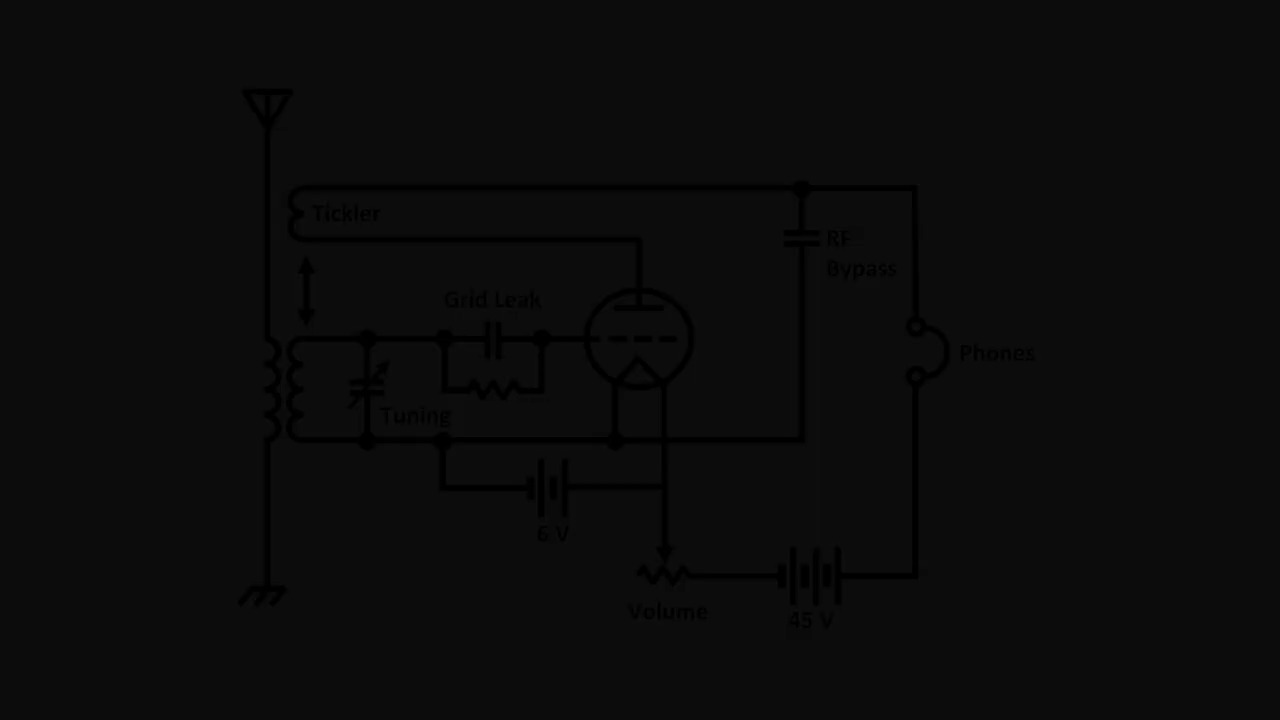 Tickler
RF
Bypass
Grid Leak
Phones
Tuning
6 V
Volume
45 V